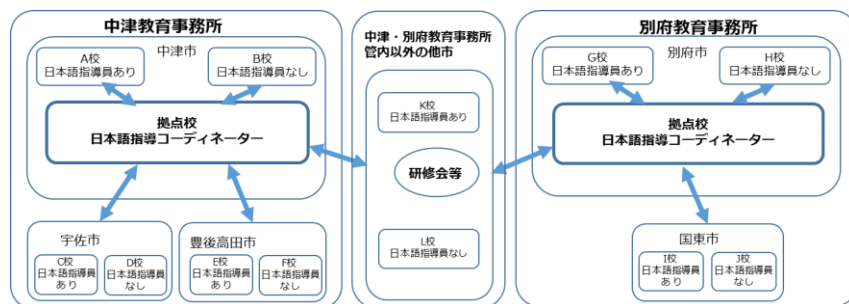 中津教育事務所
中津市
A校
日本語指導員あり
B校
日本語指導員なし
拠点校
日本語指導コーディネーター
宇佐市
C校
日本語指導員
あり
D校
日本語指導員
なし
豊後高田市
E校
日本語指導員
あり
F校
日本語指導員
なし
中津・別府教育事務所
管内以外の他市
K校
日本語指導員あり
研修会等
L校
日本語指導員なし
別府教育事務所
別府市
G校
日本語指導員あり
H校
日本語指導員なし
拠点校
日本語指導コーディネーター
国東市
I校
日本語指導員
あり
J校
日本語指導員
なし